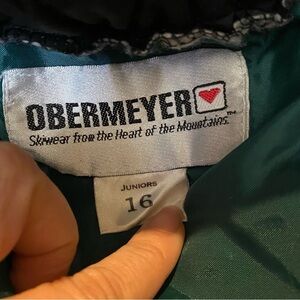 OBERMEYER
Skiwear from the Heart of the Mountains.™
JUNIORS
16